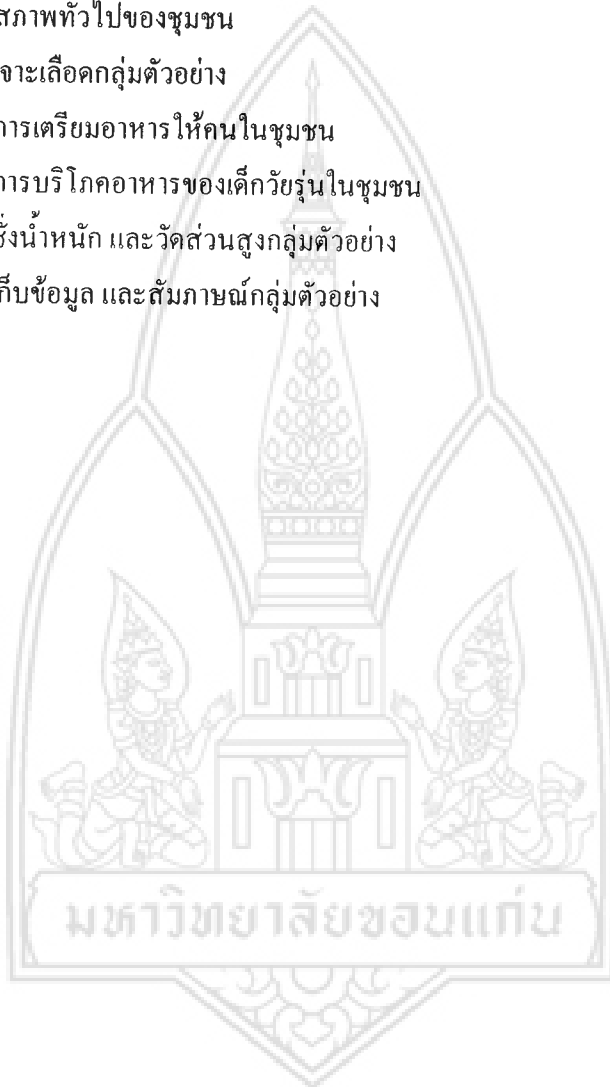 สภาพทั่วไปของชุมชน
เจาะเลือดกลุ่มตัวอย่าง
การเตรียมอาหารให้คนในชุมชน
การบริโภคอาหารของเด็กวัยรุ่นในชุมชน
ชั่งน้ำหนัก และวัดส่วนสูงกลุ่มตัวอย่าง
เก็บข้อมูล และสัมภาษณ์กลุ่มตัวอย่าง
มหาวิทยาลัยขอนแก่น